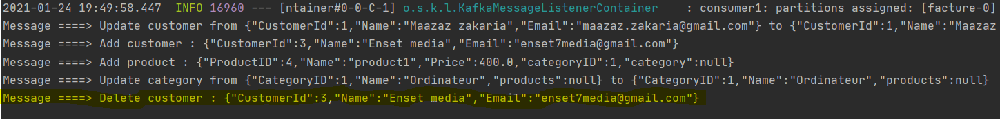 2021-01-24 19:49:58.447  INFO 16960 --- [ntainer#0-0-C-1] o.s.k.l.KafkaMessageListenerContainer    : consumer1: partitions assigned: [facture-0]
Message ====> Update customer from {"CustomerId":1,"Name":"Maazaz zakaria","Email":"maazaz.zakaria@gmail.com"} to {"CustomerId":1,"Name":"Maazaz
Message ====> Add customer : {"CustomerId":3,"Name":"Enset media","Email":"enset7media@gmail.com"}
Message ====> Add product : {"ProductID":4,"Name":"product1","Price":400.0,"categoryID":1,"category":null}
Message ====> Update category from {"CategoryID":1,"Name":"Ordinateur","products":null} to {"CategoryID":1,"Name":"Ordinateur","products":null}
Message ====> Delete customer : {"CustomerId":3,"Name":"Enset media","Email":"enset7media@gmail.com"}